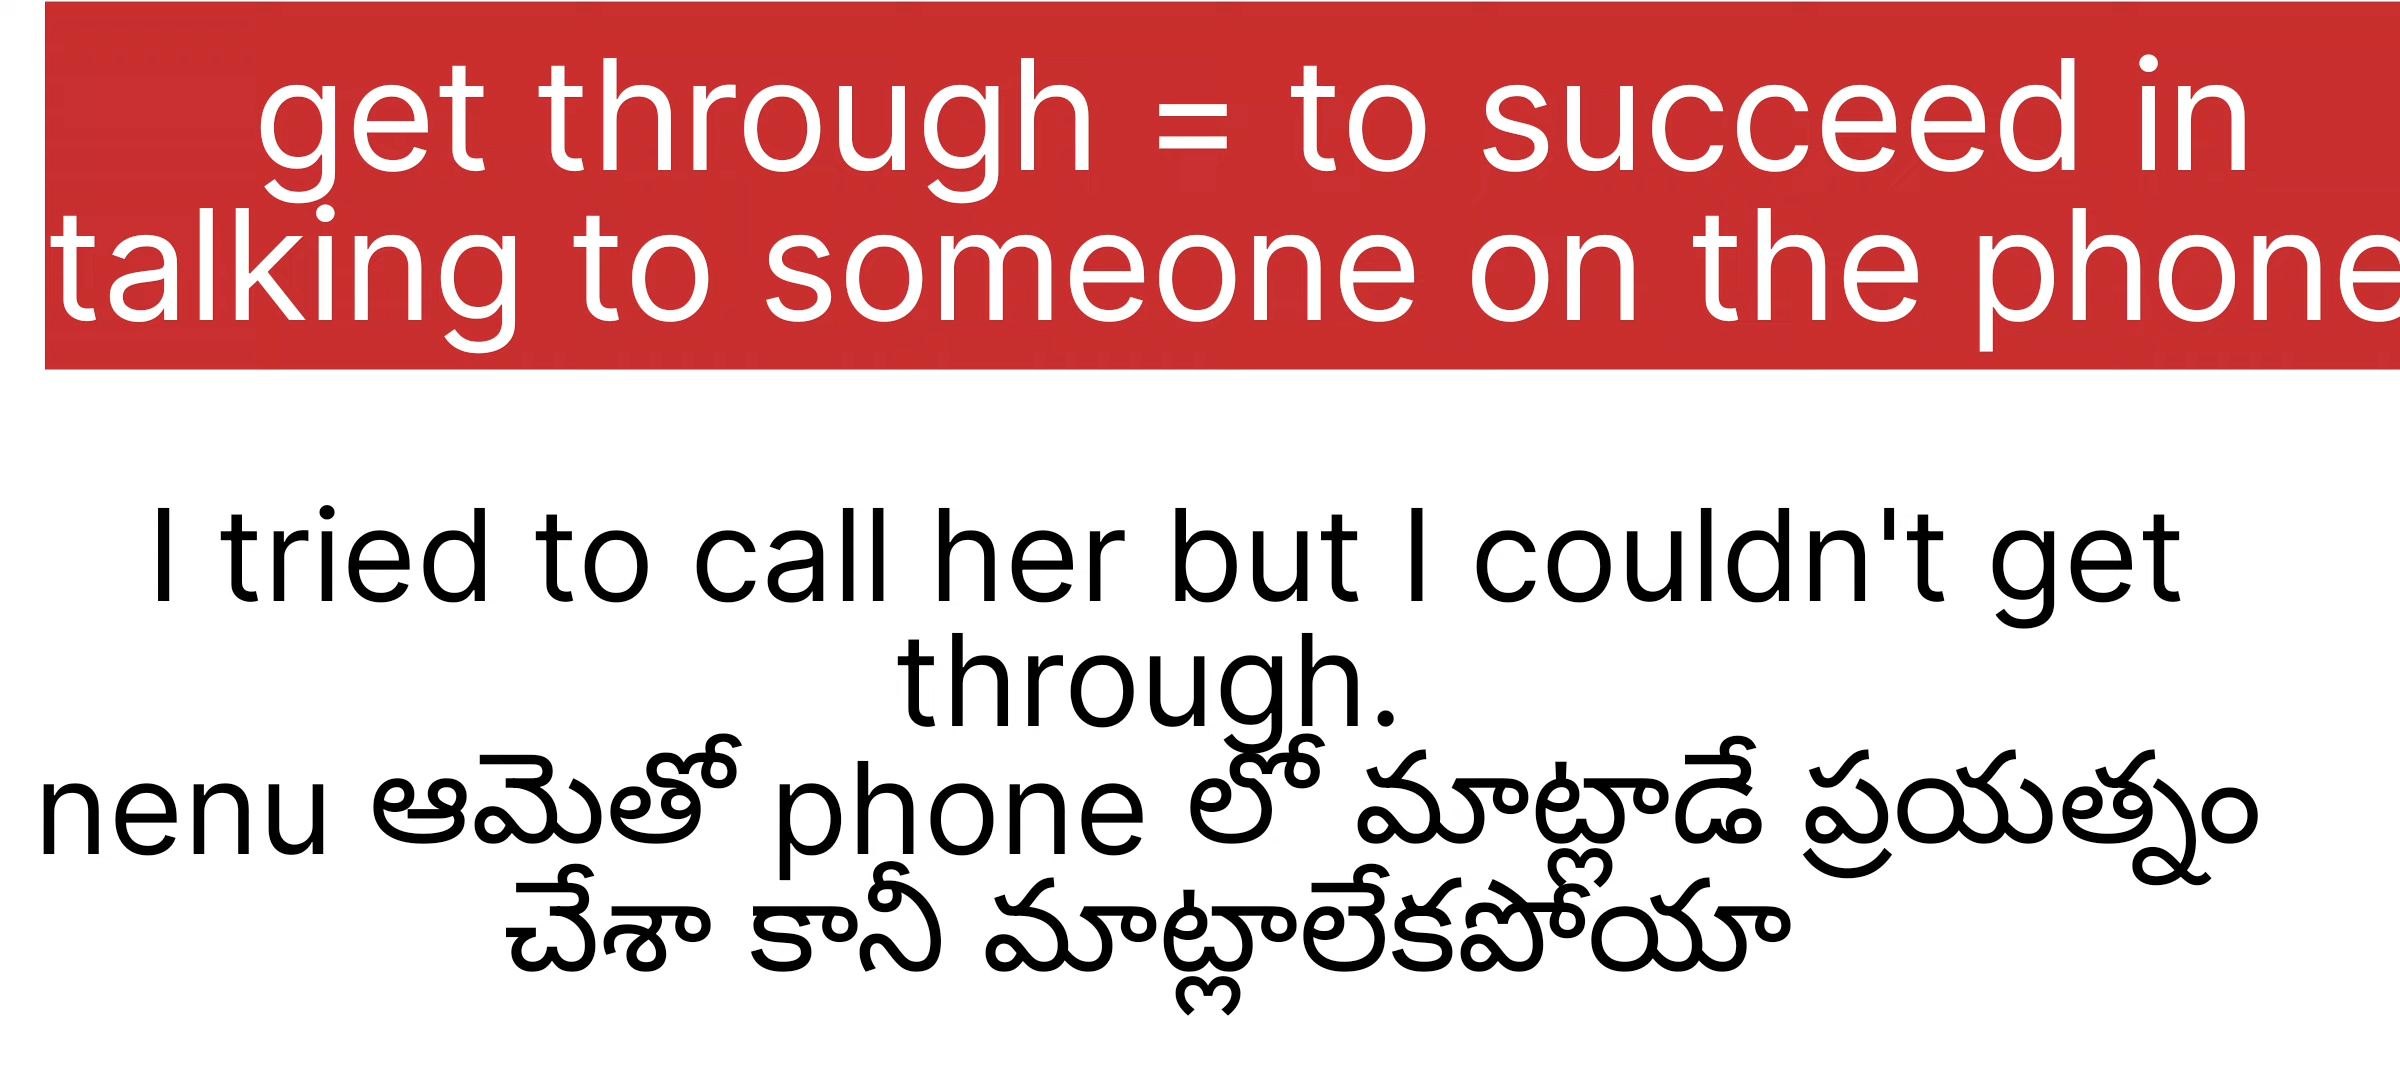 get through = to succeed in
talking to someone on the phone
I tried to call her but I couldn't get
through.
nenu ఆమెతో phone లో మాట్లాడే ప్రయత్నం
చేశా కానీ మాట్లాలేకపోయా